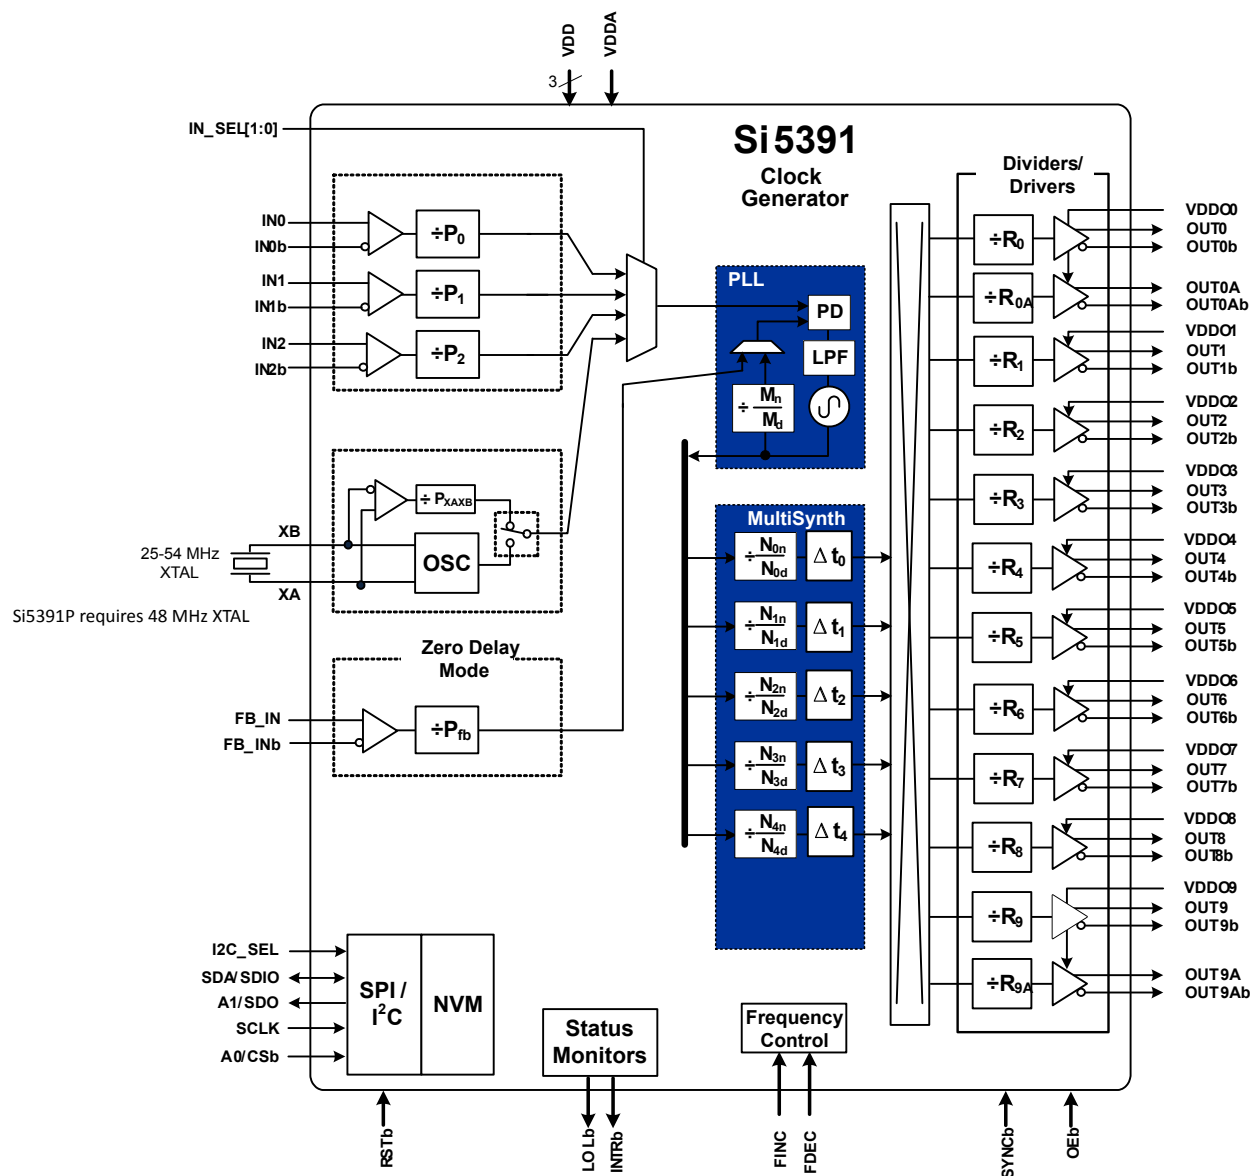 VDD
VDDA
3
IN_SEL[1:0]
Si5391
Clock
Generator
Dividers/
Drivers
IN0
IN0b
÷P0
IN1
IN1b
÷P1
IN2
IN2b
÷P2
PLL
PD
LPF
÷ Mn
Md
÷ PXAXB
XB
OSC
XA
25-54 MHz
XTAL
Si5391P requires 48 MHz XTAL
Zero Delay
Mode
FB_IN
FB_INb
÷Pfb
MultiSynth
÷ N0n
N0d
Δ t0
÷ N1n
N1d
Δ t1
÷ N2n
N2d
Δ t2
÷ N3n
N3d
Δ t3
÷ N4n
N4d
Δ t4
÷R0
VDDO0
OUT0
OUT0b
÷R0A
OUT0A
OUT0Ab
÷R1
VDDO1
OUT1
OUT1b
÷R2
VDDO2
OUT2
OUT2b
÷R3
VDDO3
OUT3
OUT3b
÷R4
VDDO4
OUT4
OUT4b
÷R5
VDDO5
OUT5
OUT5b
÷R6
VDDO6
OUT6
OUT6b
÷R7
VDDO7
OUT7
OUT7b
÷R8
VDDO8
OUT8
OUT8b
÷R9
VDDO9
OUT9
OUT9b
÷R9A
OUT9A
OUT9Ab
I2C_SEL
SDA/SDIO
A1/SDO
SCLK
A0/CSb
SPI /
I2C
NVM
Status
Monitors
Frequency
Control
RSTb
LOLb
INTRb
FINC
FDEC
SYNCb
OEb